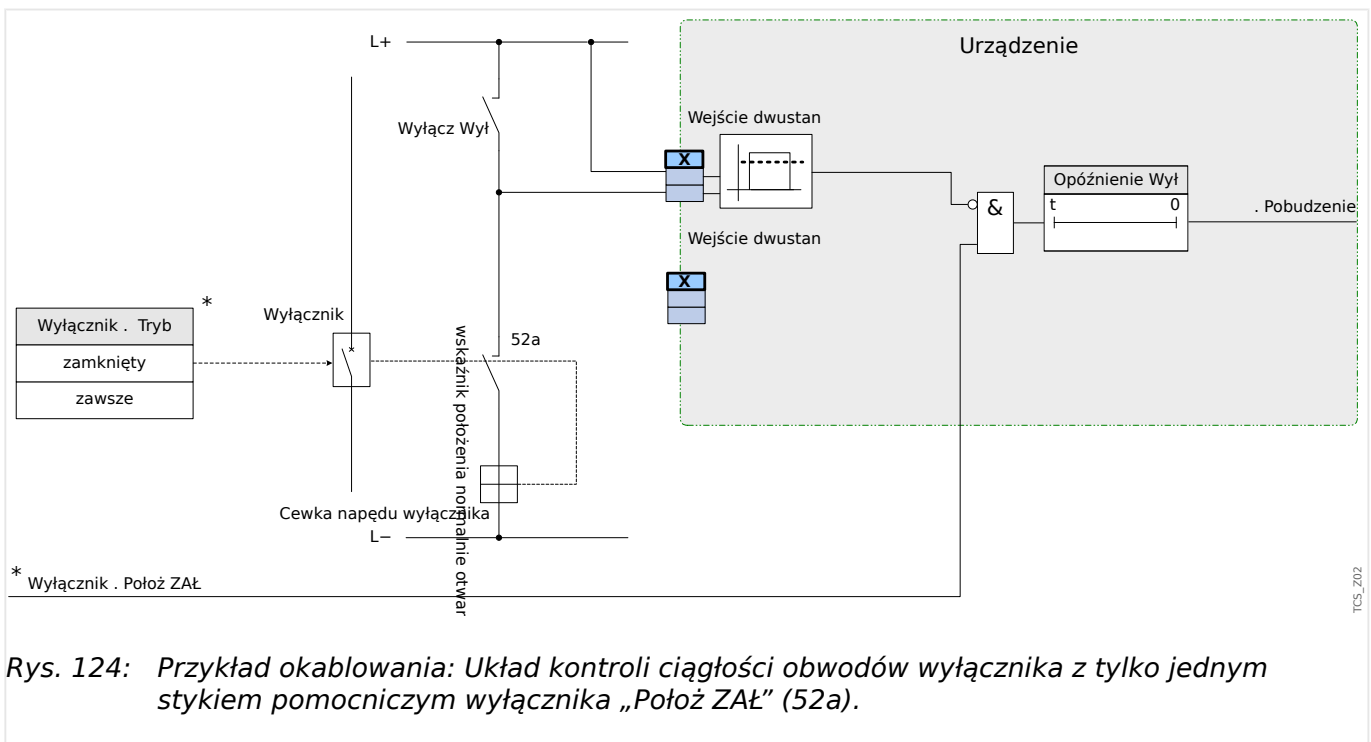 L+
Urządzenie
Wejście dwustan
Wyłącz Wył
X
Opóźnienie Wył
t 0
&
. Pobudzenie
Wejście dwustan
X
*
Wyłącznik . Tryb
zamknięty
zawsze
Wyłącznik
52a
wskaźnik położenia normalnie otwar
Cewka napędu wyłącznika
L−
* Wyłącznik . Położ ZAŁ
TCS_Z02
Rys. 124: Przykład okablowania: Układ kontroli ciągłości obwodów wyłącznika z tylko jednym
stykiem pomocniczym wyłącznika „Położ ZAŁ” (52a).